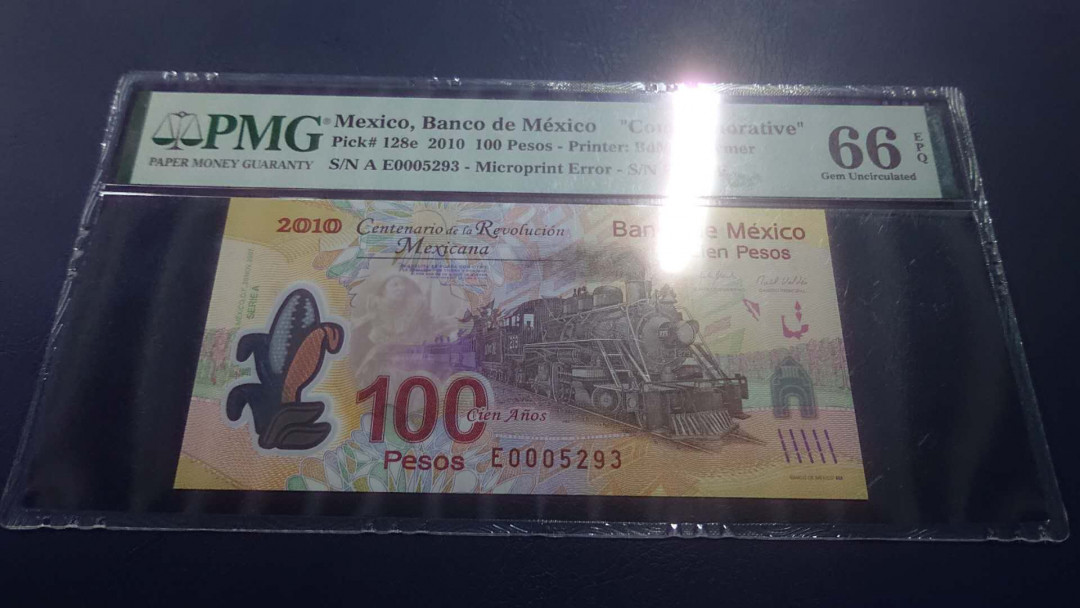 PMG
PAPER MONEY GUARANTY
Mexico, Banco de México
Pick# 128e 2010 100 Pesos - Printer:
S/N A E0005293 - Microprint Error - S/N
66
EPQ
Gem Uncirculated
2010 Centenario de la Revolución
Mexicana
México
Pesos
SERIE A
100
Cien Años
Pesos E0005293
BANCO DE MÉXICO